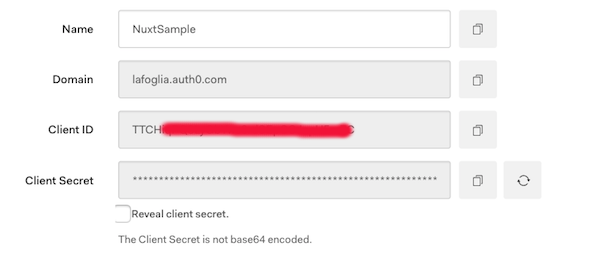 Name NuxtSample
Domain lafoglia.auth0.com
Client ID TTCH
Client Secret ************************************************************
Reveal client secret.
The Client Secret is not base64 encoded.